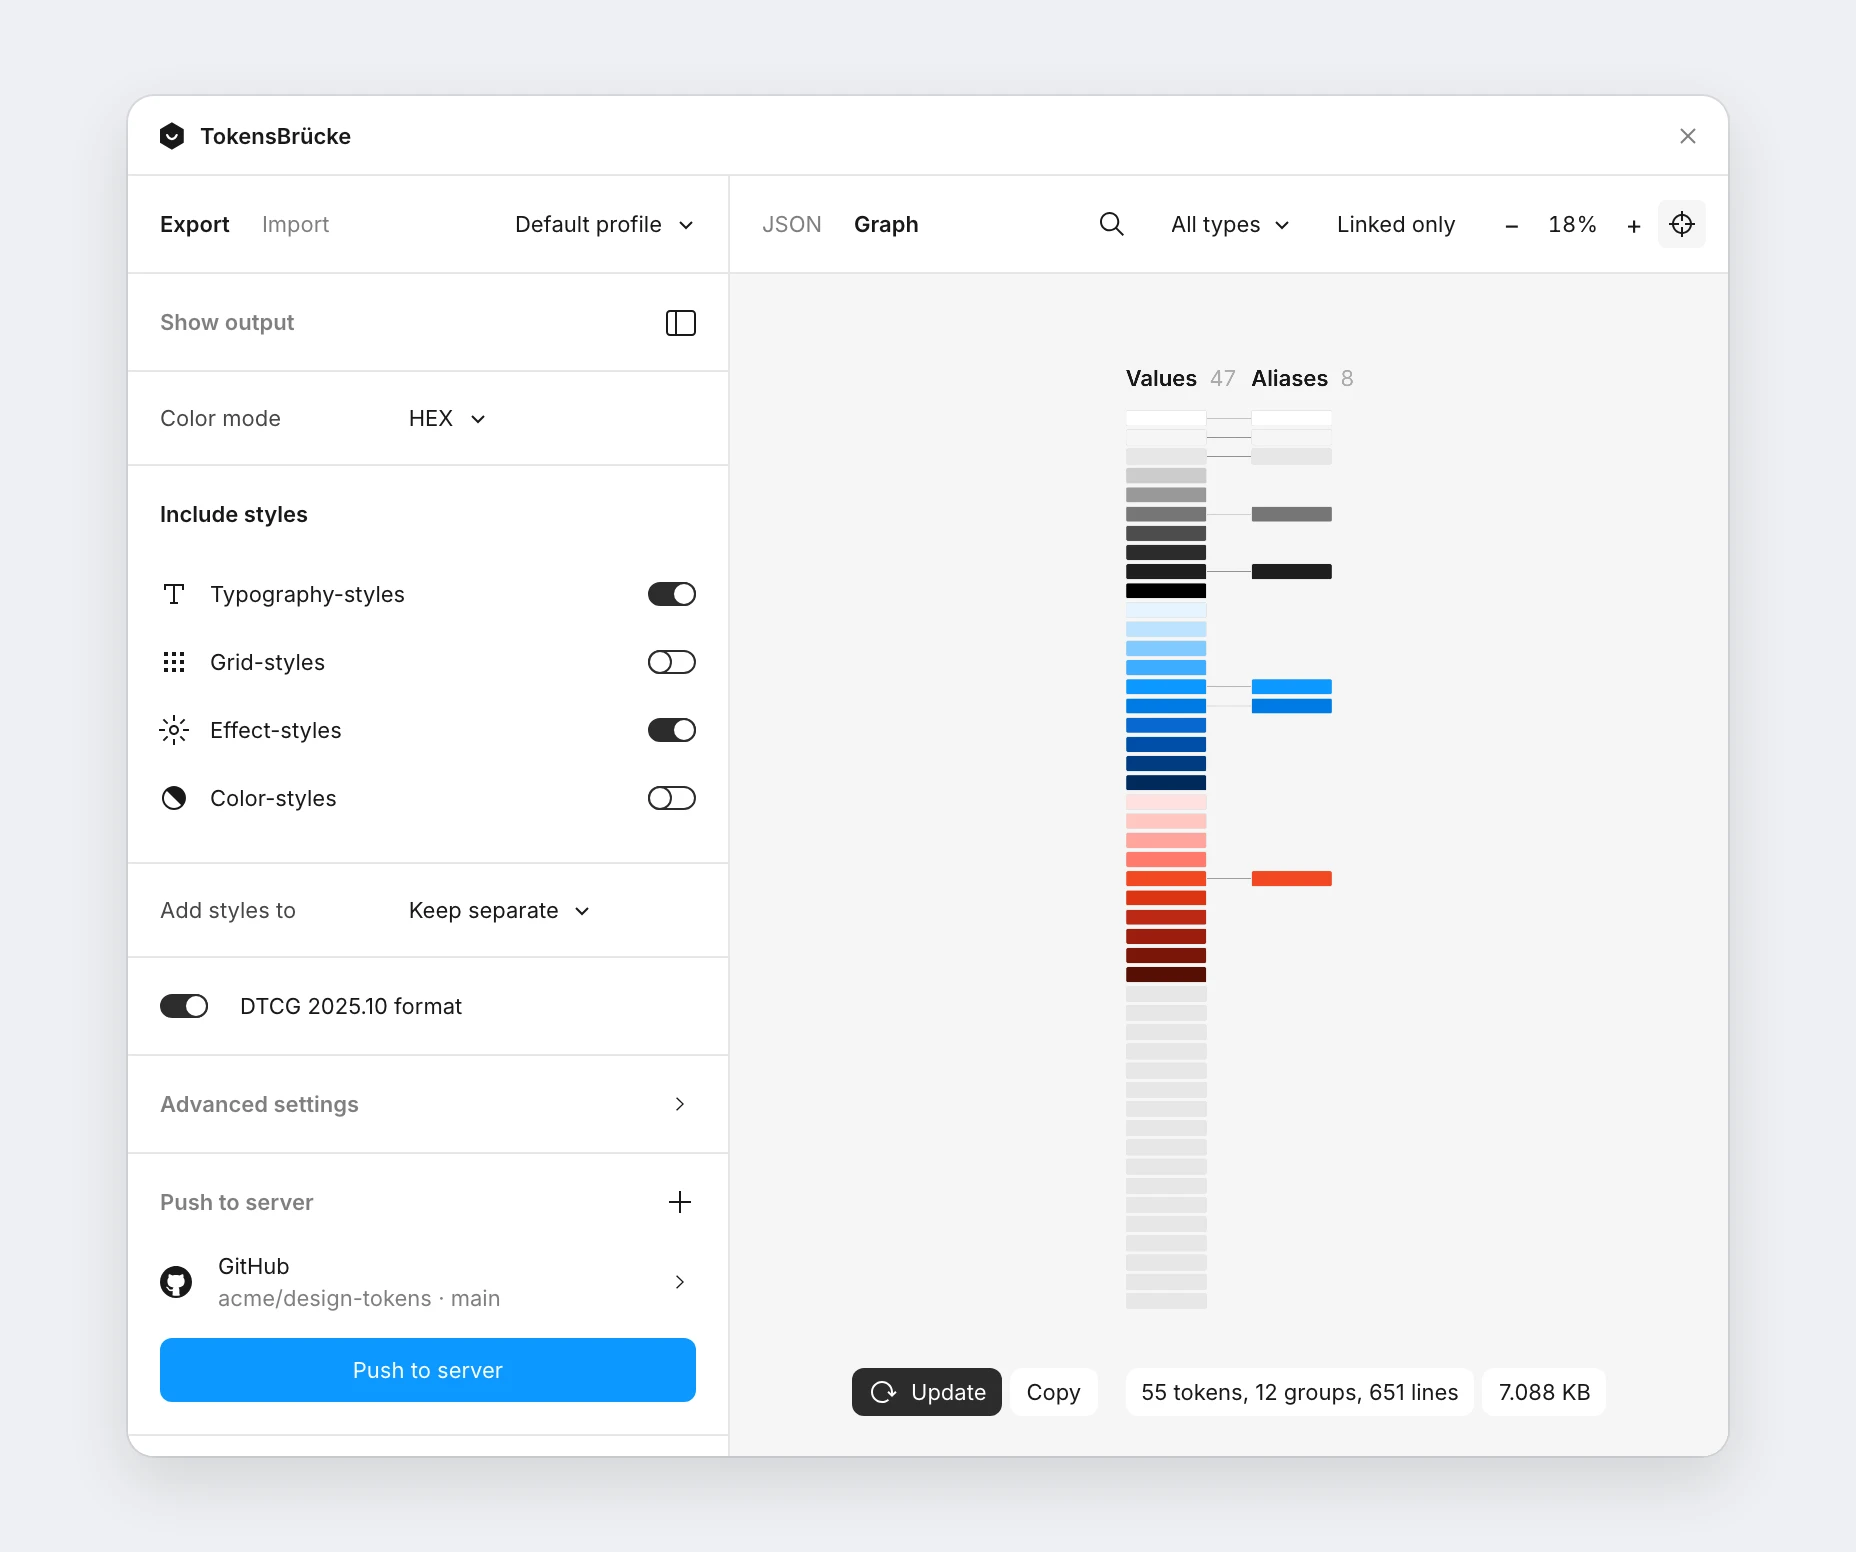 TokensBrücke
Export Import Default profile
JSON Graph All types Linked only − 18% +
Show output
Color mode HEX
Include styles
Typography-styles
Grid-styles
Effect-styles
Color-styles
Add styles to Keep separate
DTCG 2025.10 format
Advanced settings
Push to server
GitHub
acme/design-tokens · main
Push to server
Values 47 Aliases 8
Update Copy 55 tokens, 12 groups, 651 lines 7.088 KB